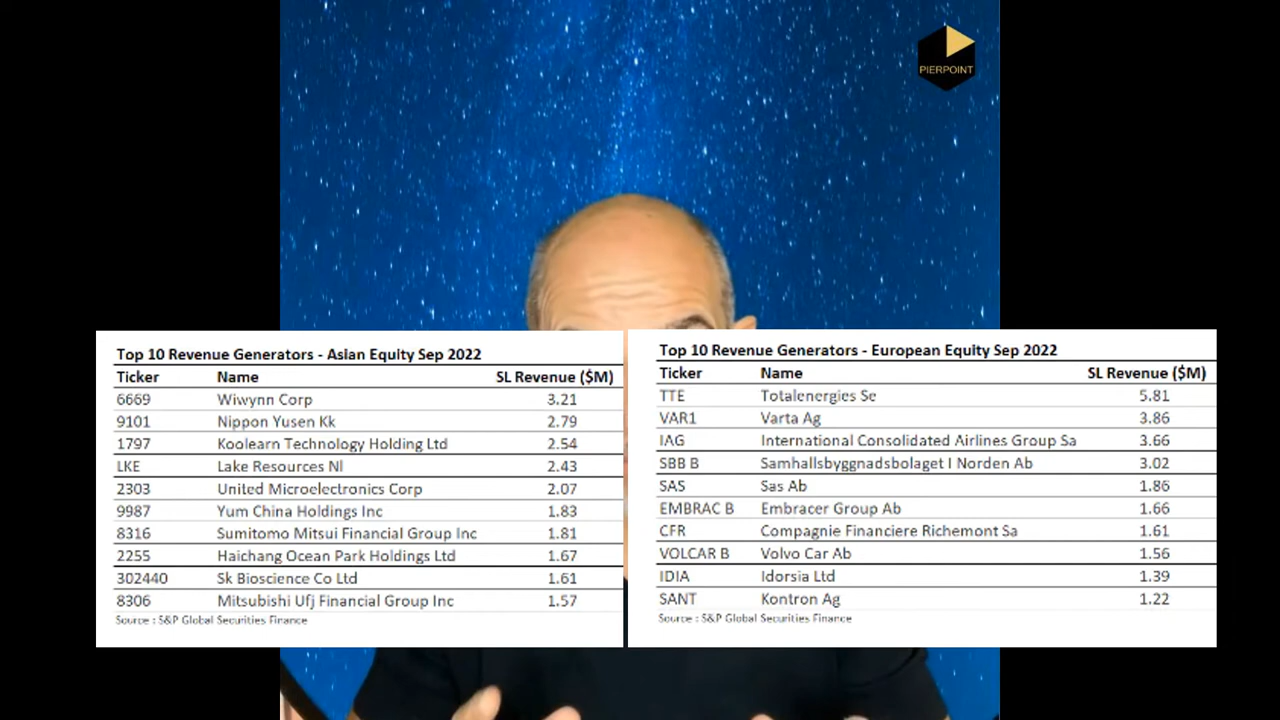 PIERPOINT
Top 10 Revenue Generators - Asian Equity Sep 2022
Ticker Name SL Revenue ($M)
6669 Wiwynn Corp 3.21
9101 Nippon Yusen Kk 2.79
1797 Koolearn Technology Holding Ltd 2.54
LKE Lake Resources Nl 2.43
2303 United Microelectronics Corp 2.07
9987 Yum China Holdings Inc 1.83
8316 Sumitomo Mitsui Financial Group Inc 1.81
2255 Haichang Ocean Park Holdings Ltd 1.67
302440 Sk Bioscience Co Ltd 1.61
8306 Mitsubishi Ufj Financial Group Inc 1.57
Source : S&P Global Securities Finance
Top 10 Revenue Generators - European Equity Sep 2022
Ticker Name SL Revenue ($M)
TTE Totalenergies Se 5.81
VAR1 Varta Ag 3.86
IAG International Consolidated Airlines Group Sa 3.66
SBB B Samhallsbyggnadsbolaget I Norden Ab 3.02
SAS Sas Ab 1.86
EMBRAC B Embracer Group Ab 1.66
CFR Compagnie Financiere Richemont Sa 1.61
VOLCAR B Volvo Car Ab 1.56
IDIA Idorsia Ltd 1.39
SANT Kontron Ag 1.22
Source : S&P Global Securities Finance